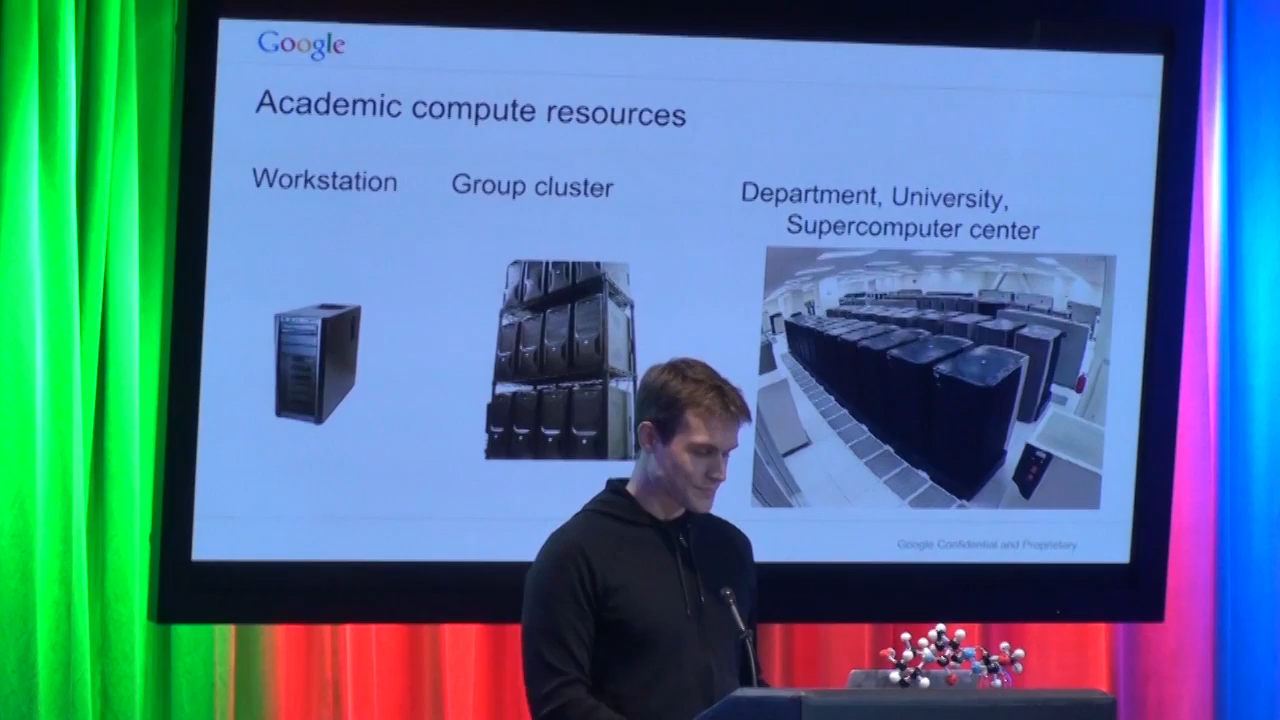 Google
Academic compute resources
Workstation
Group cluster
Department, University,
Supercomputer center
Google Confidential and Proprietary